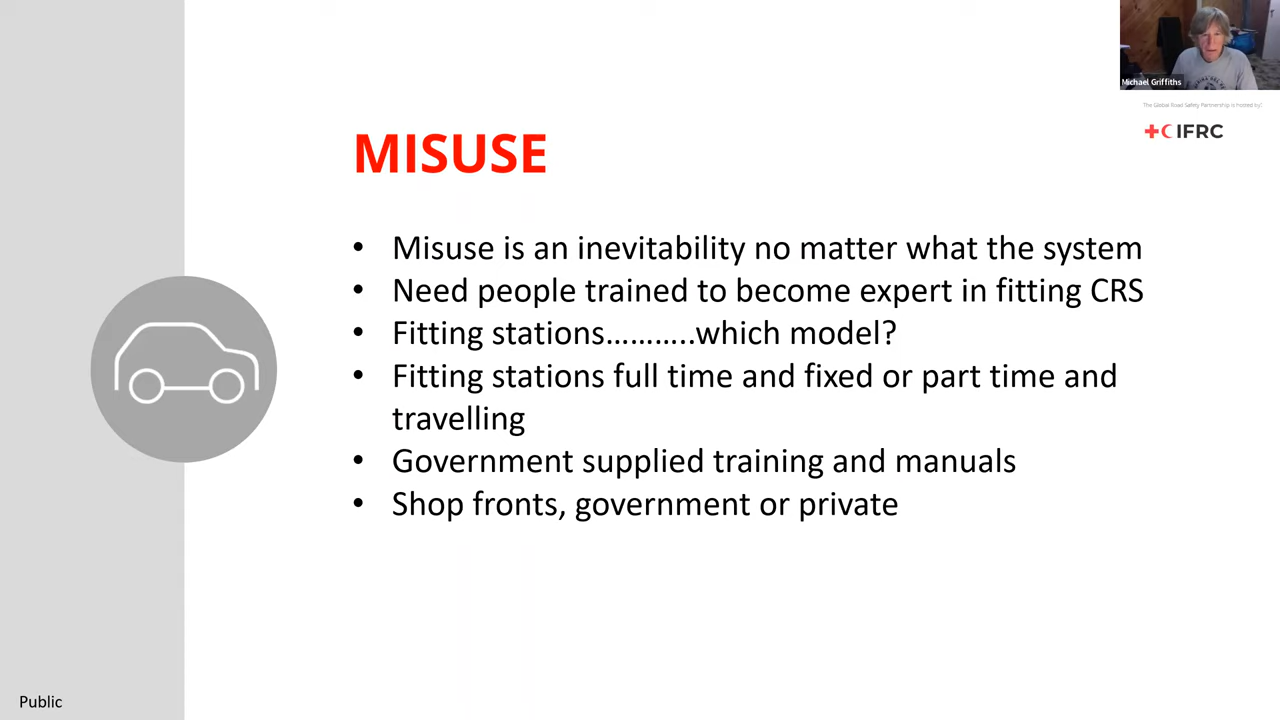 Michael Griffiths
The Global Road Safety Partnership is hosted by:
IFRC
MISUSE
• Misuse is an inevitability no matter what the system
• Need people trained to become expert in fitting CRS
• Fitting stations………..which model?
• Fitting stations full time and fixed or part time and
travelling
• Government supplied training and manuals
• Shop fronts, government or private
Public